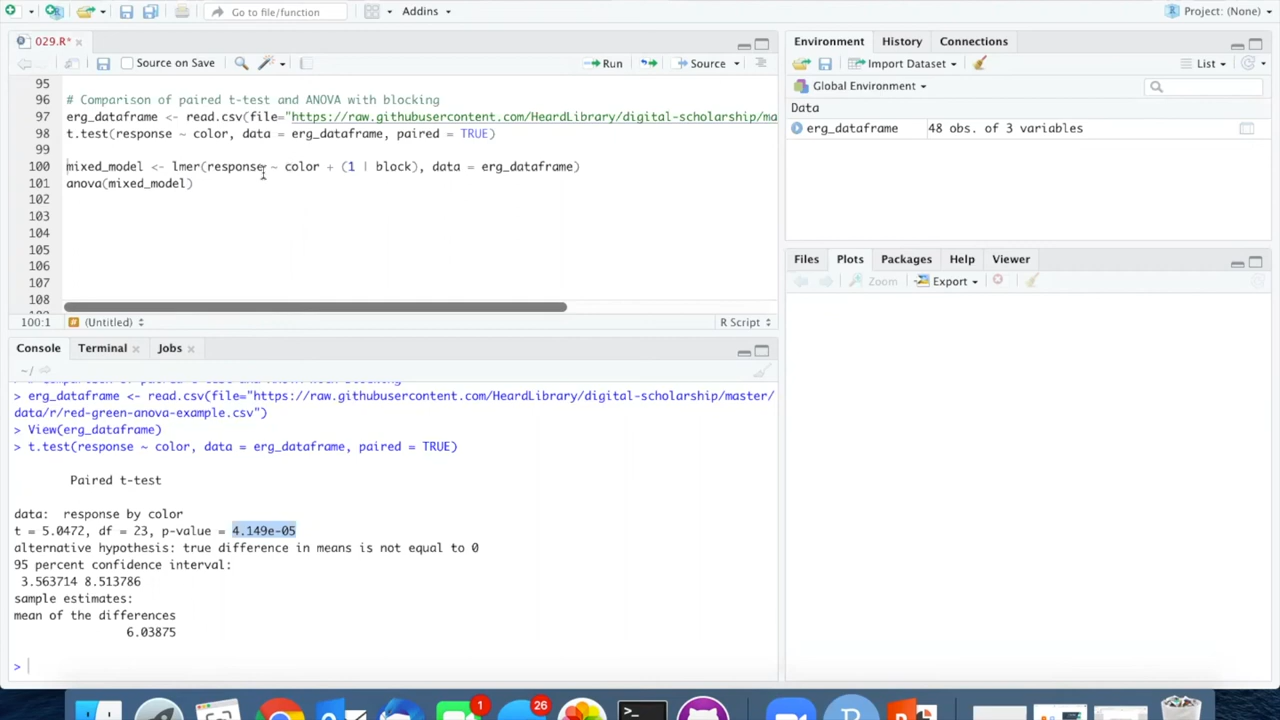 Go to file/function
Addins
Project: (None)
029.R*
Source on Save
Run
Source
95
96 # Comparison of paired t-test and ANOVA with blocking
97 erg_dataframe <- read.csv(file="https://raw.githubusercontent.com/HeardLibrary/digital-scholarship/ma
98 t.test(response ~ color, data = erg_dataframe, paired = TRUE)
99
100 mixed_model <- lmer(response ~ color + (1 | block), data = erg_dataframe)
101 anova(mixed_model)
102
103
104
105
106
107
108
100:1
(Untitled)
R Script
Console Terminal Jobs
~/
> erg_dataframe <- read.csv(file="https://raw.githubusercontent.com/HeardLibrary/digital-scholarship/master/
data/r/red-green-anova-example.csv")
> View(erg_dataframe)
> t.test(response ~ color, data = erg_dataframe, paired = TRUE)
Paired t-test
data:  response by color
t = 5.0472, df = 23, p-value = 4.149e-05
alternative hypothesis: true difference in means is not equal to 0
95 percent confidence interval:
3.563714 8.513786
sample estimates:
mean of the differences
6.03875
>
Environment History Connections
Import Dataset
List
Global Environment
Data
erg_dataframe 48 obs. of 3 variables
Files Plots Packages Help Viewer
Zoom Export
1
26